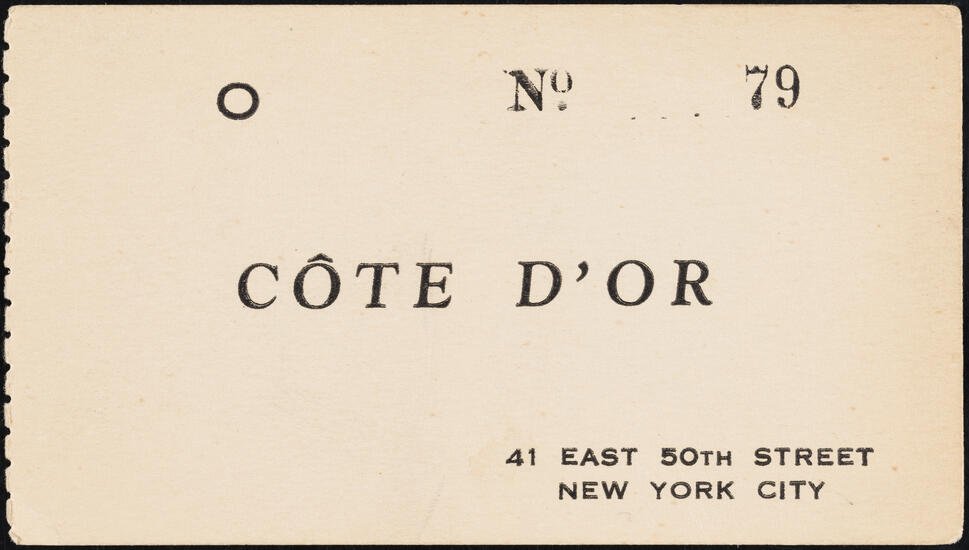 O Nº 79
CÔTE D'OR
41 EAST 50TH STREET
NEW YORK CITY